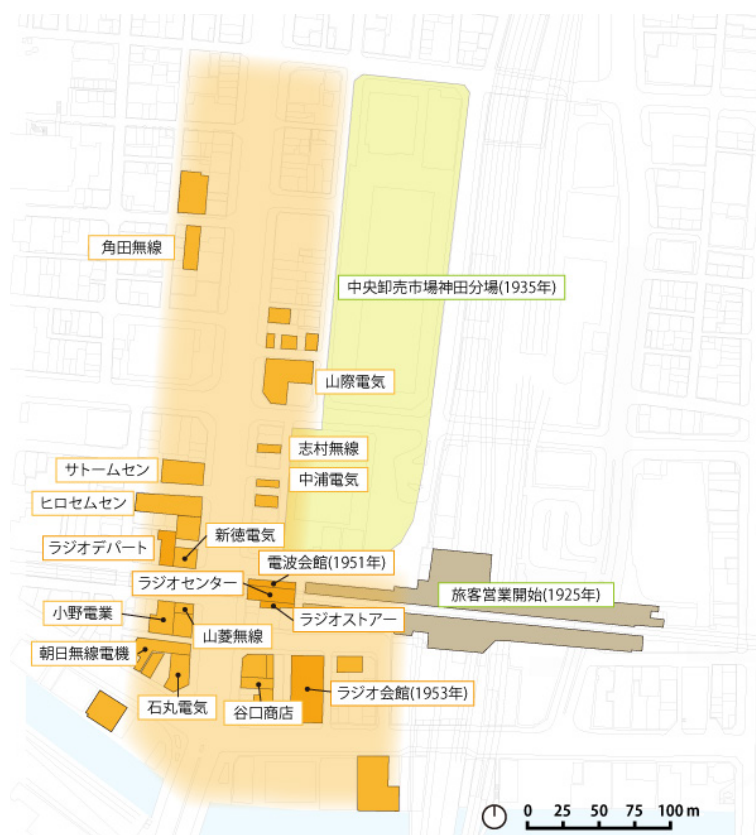 角田無線
中央卸売市場神田分場(1935年)
山際電気
志村無線
サトームセン
中浦電気
ヒロセムセン
新徳電気
ラジオデパート
電波会館(1951年)
ラジオセンター
旅客営業開始(1925年)
小野電業
ラジオストアー
山菱無線
朝日無線電機
石丸電気
谷口商店
ラジオ会館(1953年)
0 25 50 75 100 m